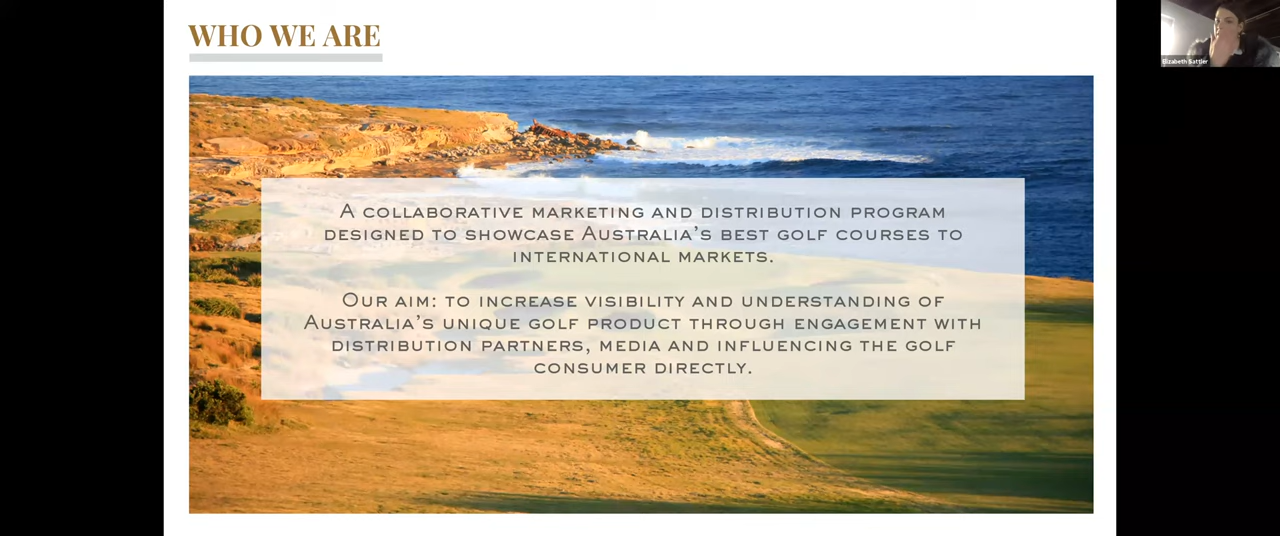 WHO WE ARE
Elizabeth Sattler
A COLLABORATIVE MARKETING AND DISTRIBUTION PROGRAM
DESIGNED TO SHOWCASE AUSTRALIA'S BEST GOLF COURSES TO
INTERNATIONAL MARKETS.
OUR AIM: TO INCREASE VISIBILITY AND UNDERSTANDING OF
AUSTRALIA'S UNIQUE GOLF PRODUCT THROUGH ENGAGEMENT WITH
DISTRIBUTION PARTNERS, MEDIA AND INFLUENCING THE GOLF
CONSUMER DIRECTLY.